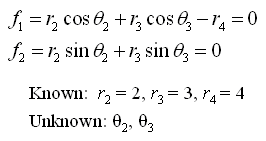 f₁ = r₂ cos θ₂ + r₃ cos θ₃ − r₄ = 0
f₂ = r₂ sin θ₂ + r₃ sin θ₃ = 0
Known: r₂ = 2, r₃ = 3, r₄ = 4
Unknown: θ₂, θ₃